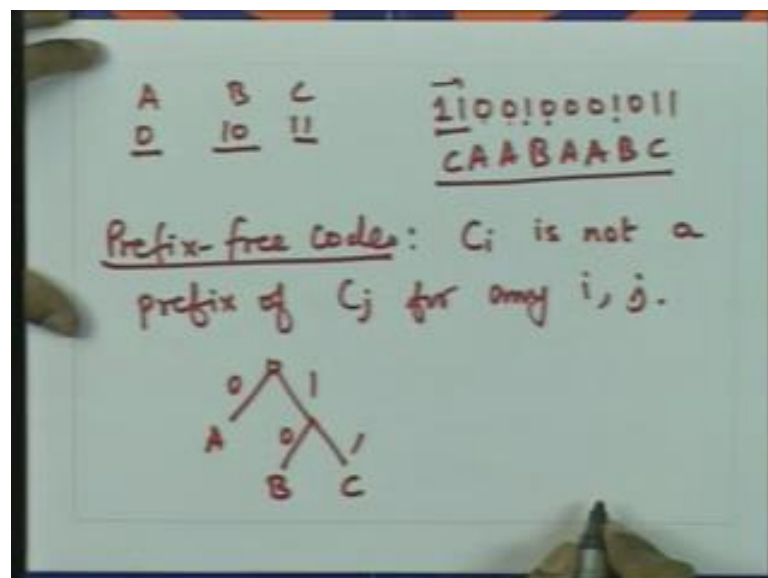 A B C 110010001011
0 10 11 CAABAABC
Prefix-free codes: Ci is not a
prefix of Cj for any i, j.
0 1
A 0 1
B C